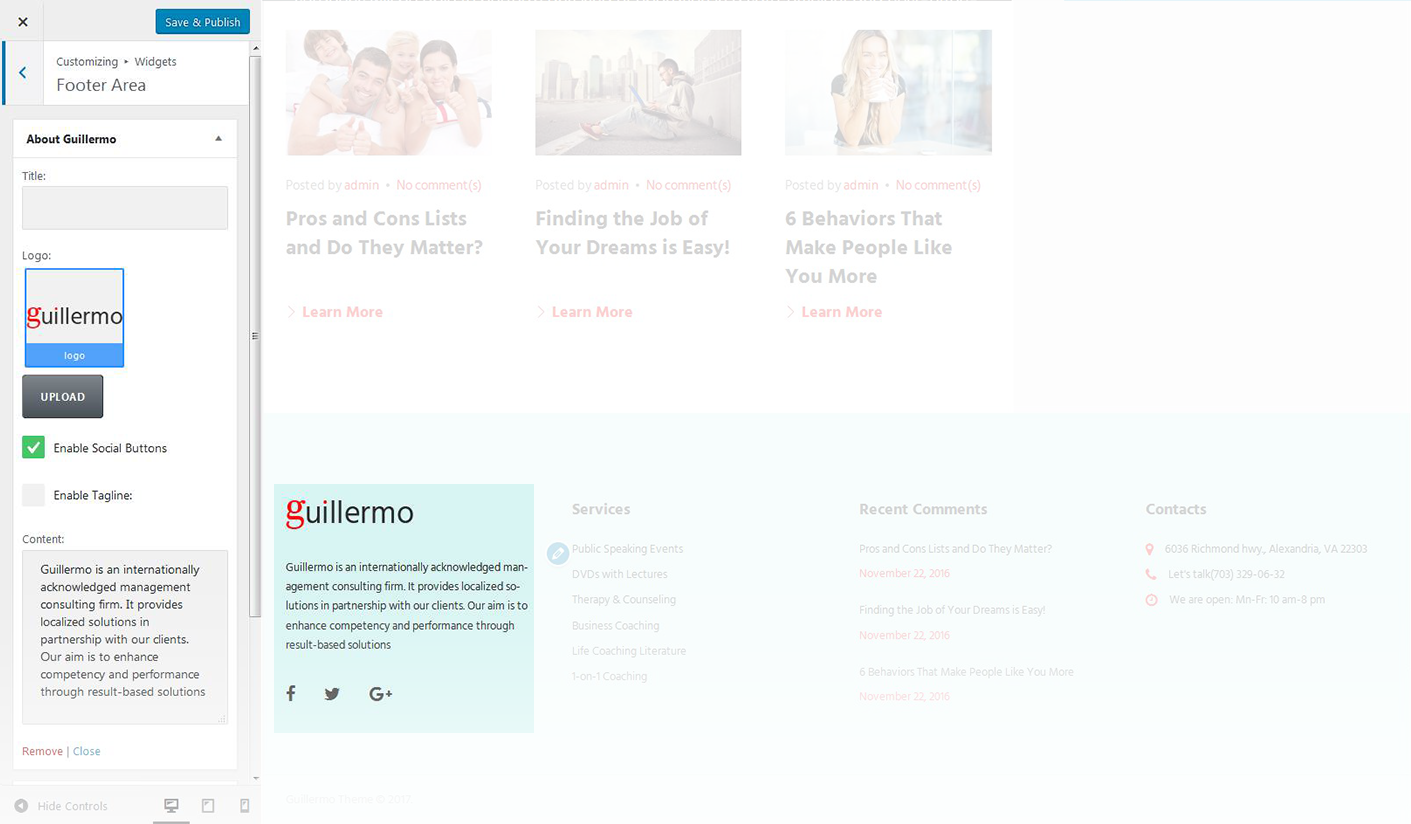 Save & Publish
Customizing ▸ Widgets
Footer Area
About Guillermo
Title:
Logo:
guillermo
logo
UPLOAD
Enable Social Buttons
Enable Tagline:
Content:
Guillermo is an internationally
acknowledged management
consulting firm. It provides
localized solutions in
partnership with our clients.
Our aim is to enhance
competency and performance
through result-based solutions
Remove | Close
Hide Controls
Posted by admin • No comment(s)
Pros and Cons Lists
and Do They Matter?
Learn More
Posted by admin • No comment(s)
Finding the Job of
Your Dreams is Easy!
Learn More
Posted by admin • No comment(s)
6 Behaviors That
Make People Like
You More
Learn More
guillermo
Guillermo is an internationally acknowledged man-
agement consulting firm. It provides localized so-
lutions in partnership with our clients. Our aim is to
enhance competency and performance through
result-based solutions
Services
Public Speaking Events
DVDs with Lectures
Therapy & Counseling
Business Coaching
Life Coaching Literature
1-on-1 Coaching
Recent Comments
Pros and Cons Lists and Do They Matter?
November 22, 2016
Finding the Job of Your Dreams is Easy!
November 22, 2016
6 Behaviors That Make People Like You More
November 22, 2016
Contacts
6036 Richmond hwy., Alexandria, VA 22303
Let's talk(703) 329-06-32
We are open: Mn-Fr: 10 am-8 pm
Guillermo Theme © 2017